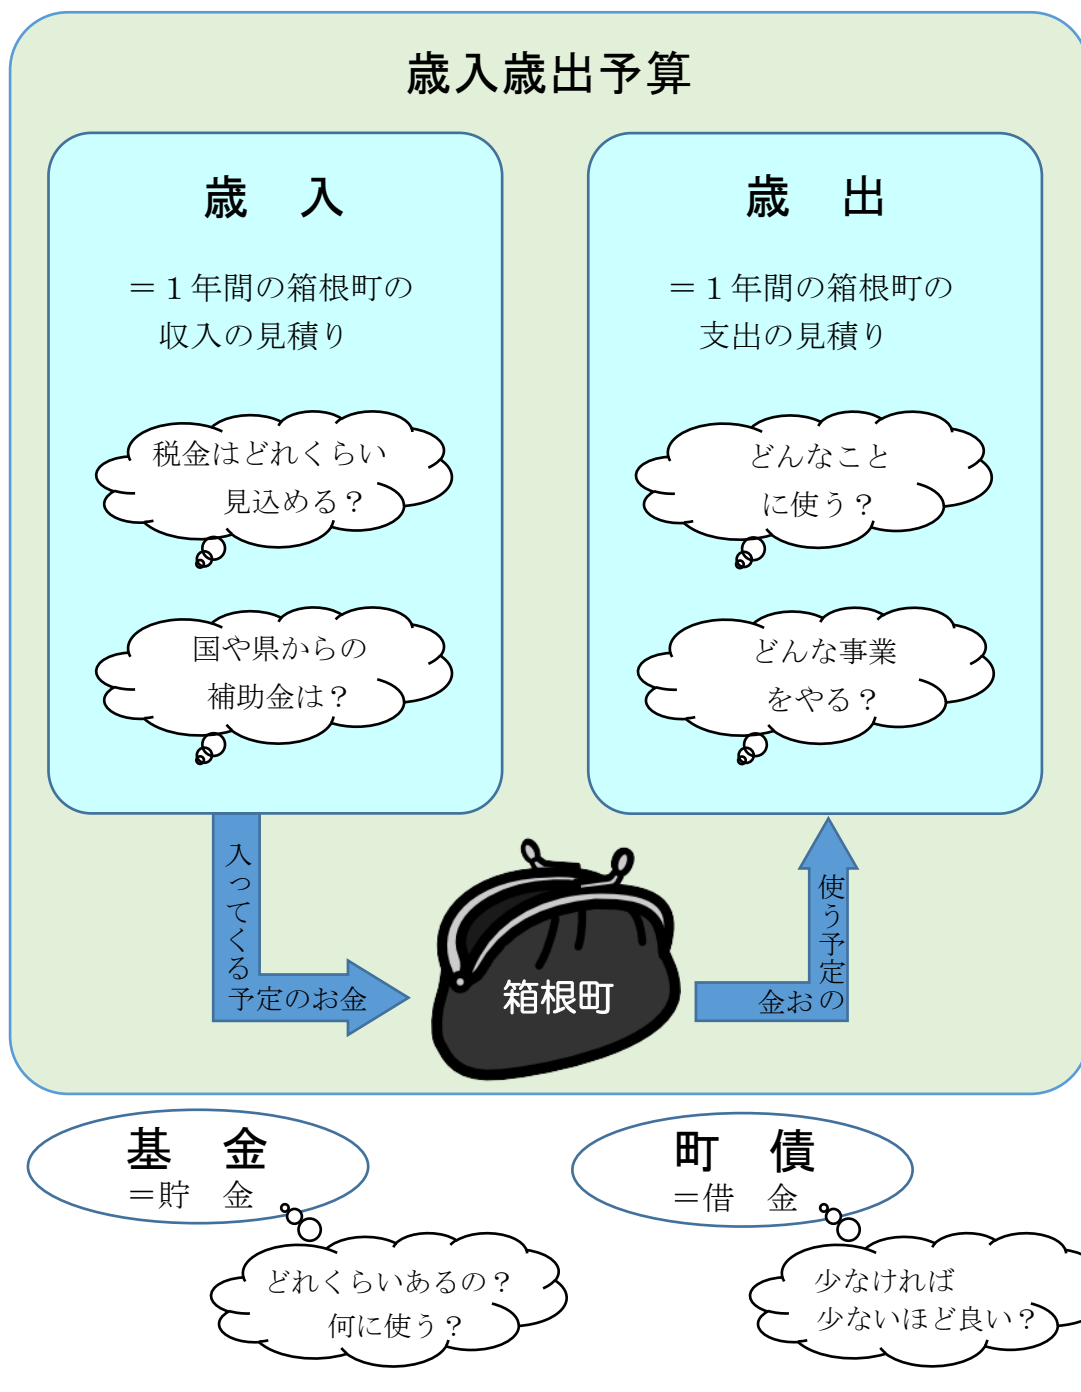 歳入歳出予算
歳　入
＝１年間の箱根町の
収入の見積り
税金はどれくらい
見込める？
国や県からの
補助金は？
歳　出
＝１年間の箱根町の
支出の見積り
どんなこと
に使う？
どんな事業
をやる？
入ってくる
予定のお金
箱根町
使う予定の
お金
基　金
＝貯　金
どれくらいあるの？
何に使う？
町　債
＝借　金
少なければ
少ないほど良い？